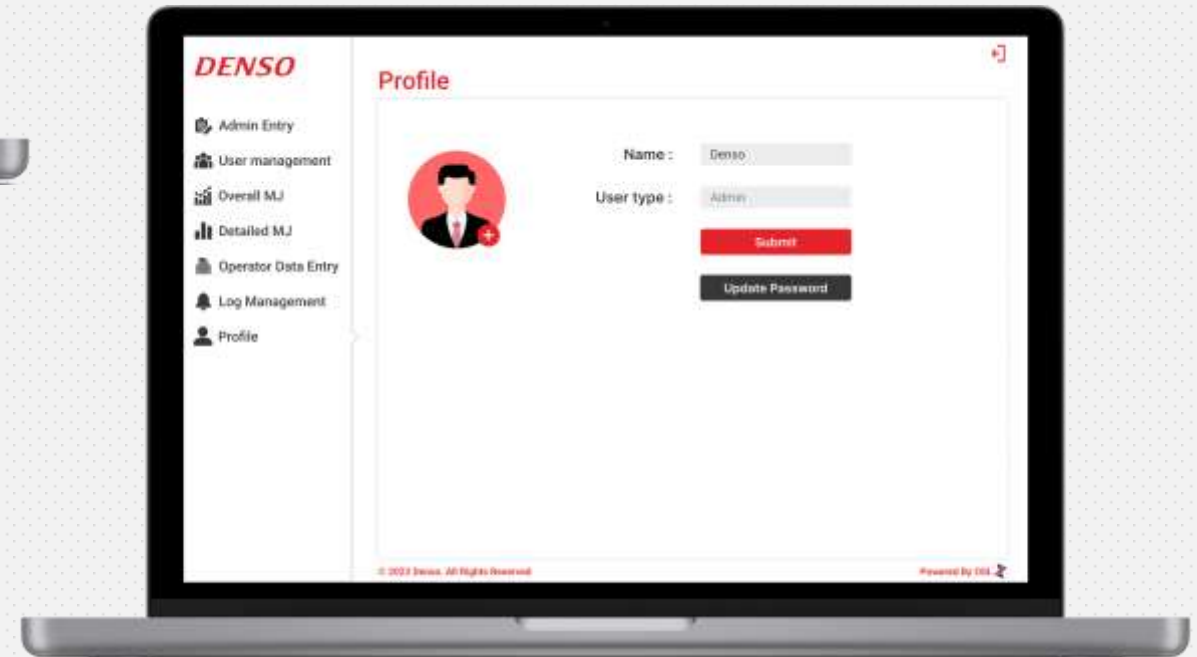 DENSO
Profile
Admin Entry
User management
Overall MJ
Detailed MJ
Operator Data Entry
Log Management
Profile
Name : Denso
User type : Admin
Submit
Update Password
© 2023 Denso. All Rights Reserved
Powered By